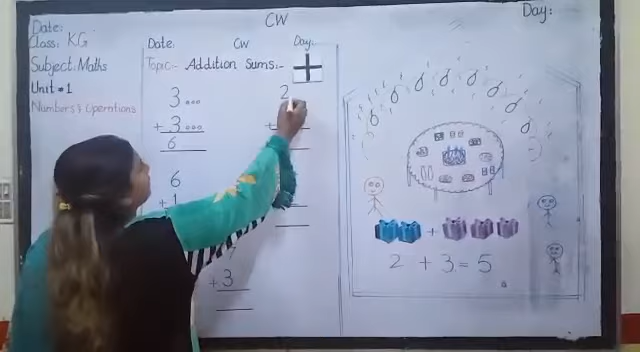 CW
Date:
Day:
Class: KG
Subject: Maths
Unit # 1
Numbers & Operations
Date: CW Day:
Topic:- Addition Sums:- +
3
+ 3
6
2
+
6
+ 1
+ 3
+
2 + 3 = 5